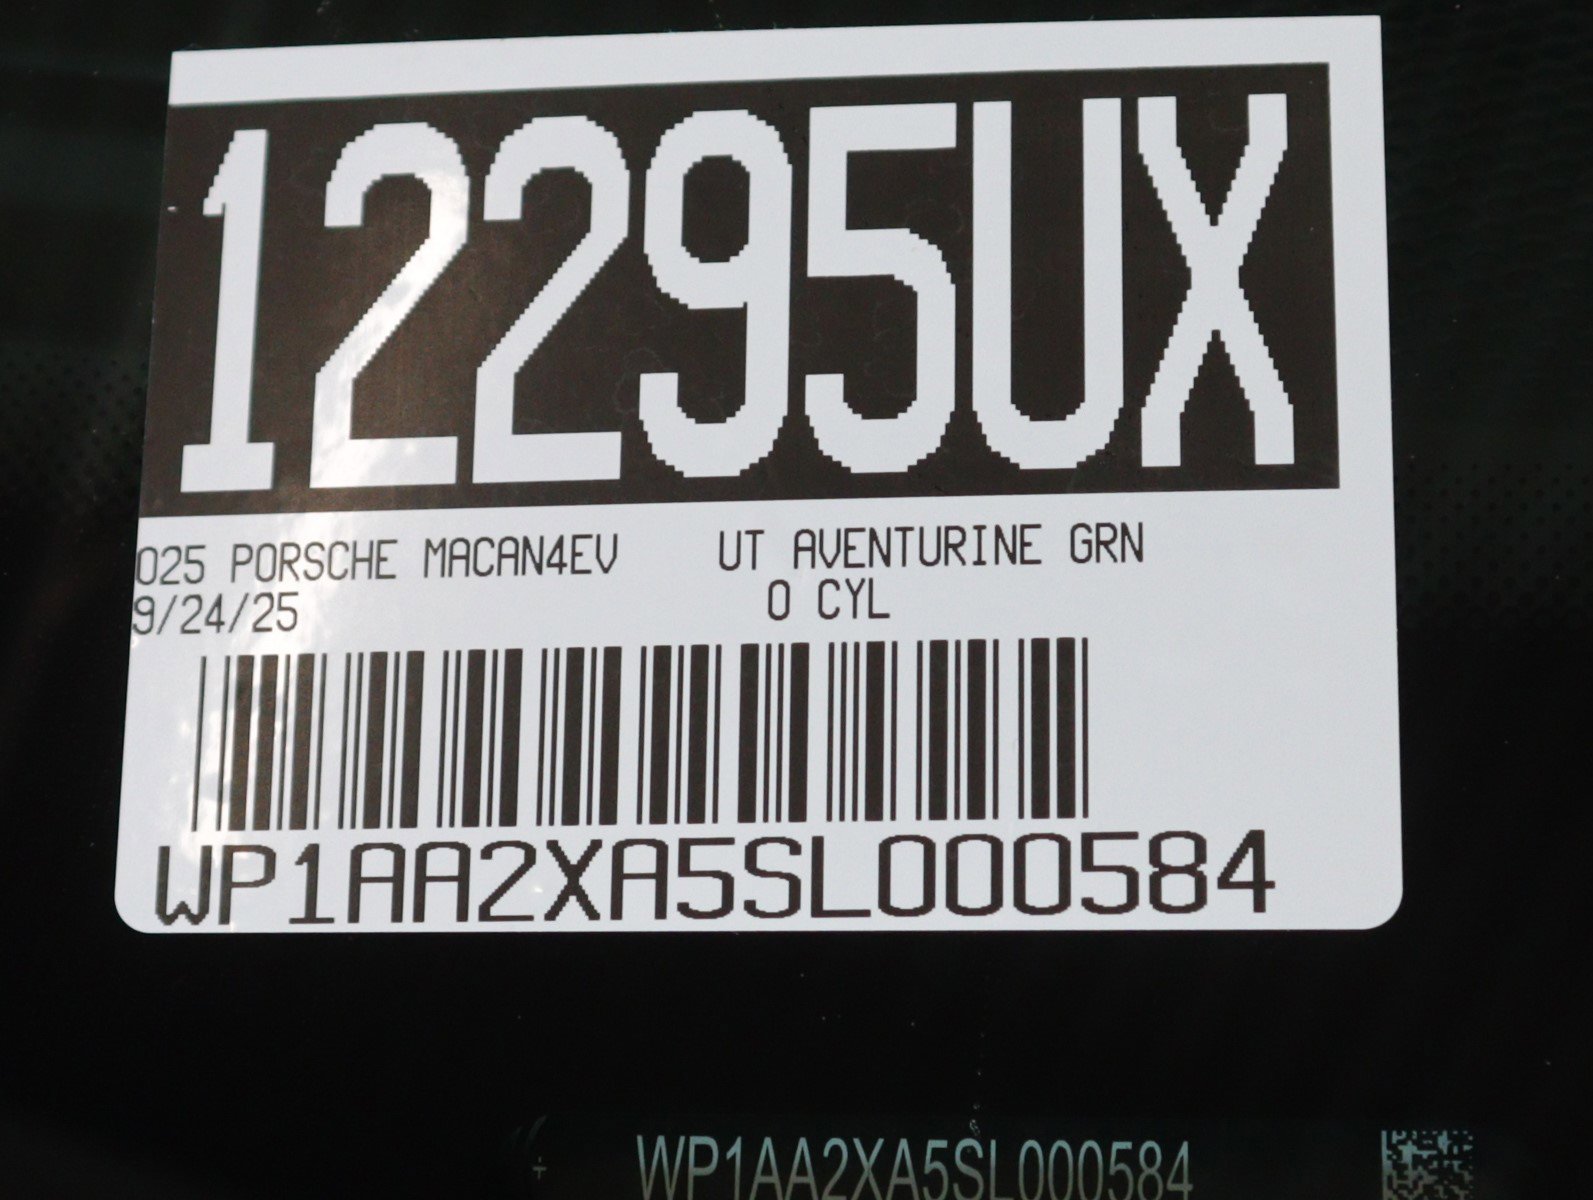 12295UX
025 PORSCHE MACAN4EV UT AVENTURINE GRN
9/24/25 0 CYL
WP1AA2XA5SL000584
WP1AA2XA5SL000584